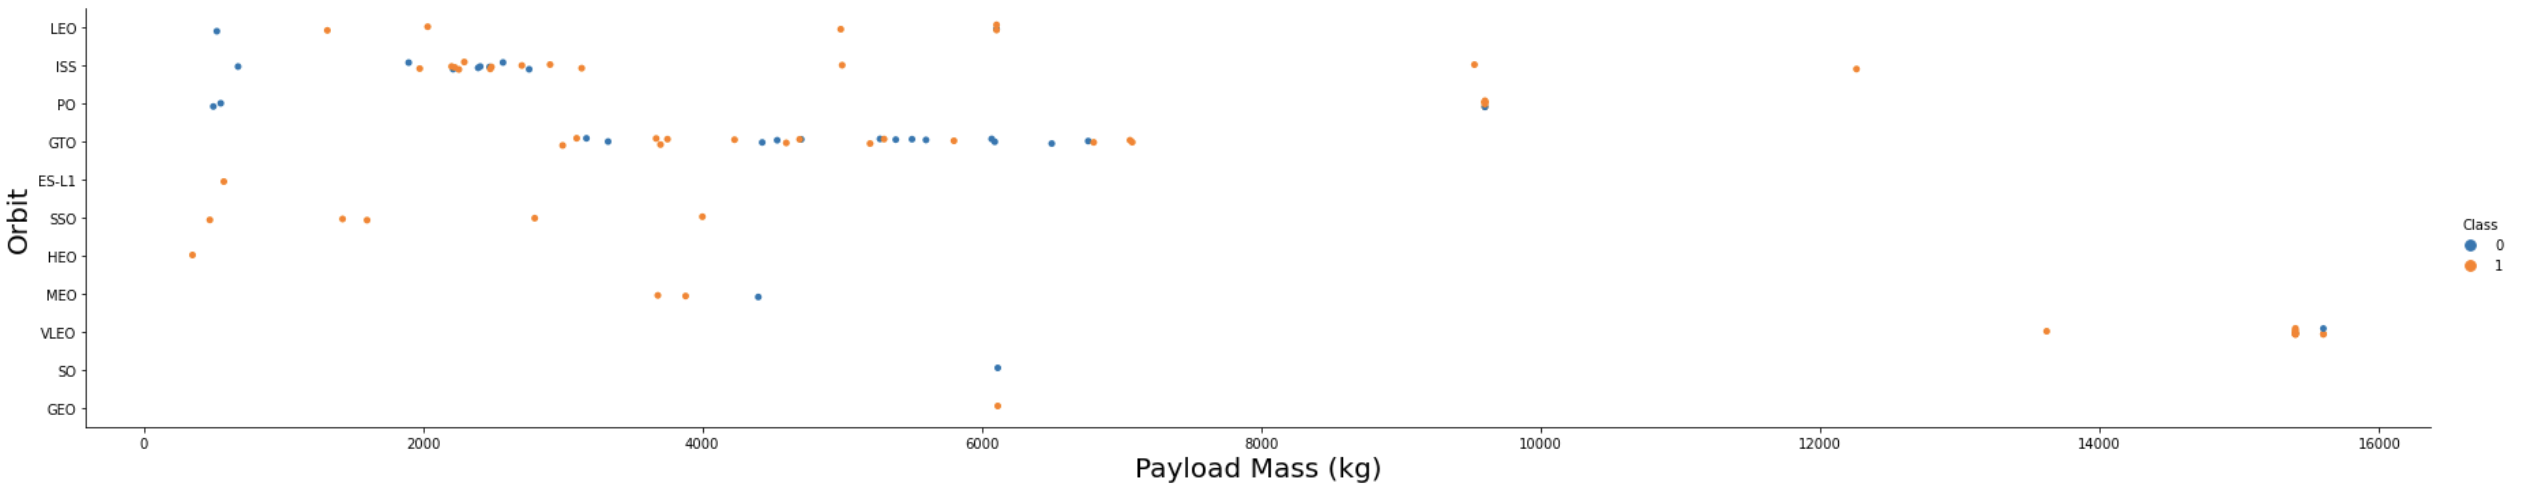 Orbit
LEO
ISS
PO
GTO
ES-L1
SSO
HEO
MEO
VLEO
SO
GEO
0 2000 4000 6000 8000 10000 12000 14000 16000
Payload Mass (kg)
Class
0
1